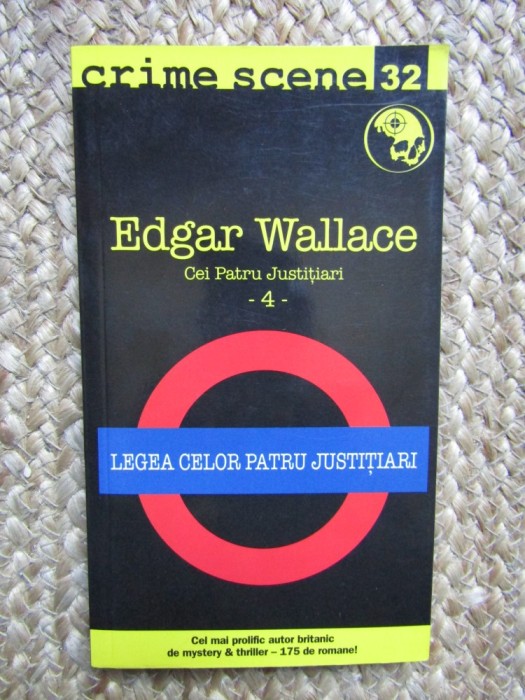 crime scene 32
Edgar Wallace
Cei Patru Justițiari
- 4 -
LEGEA CELOR PATRU JUSTIȚIARI
Cel mai prolific autor britanic
de mystery & thriller – 175 de romane!